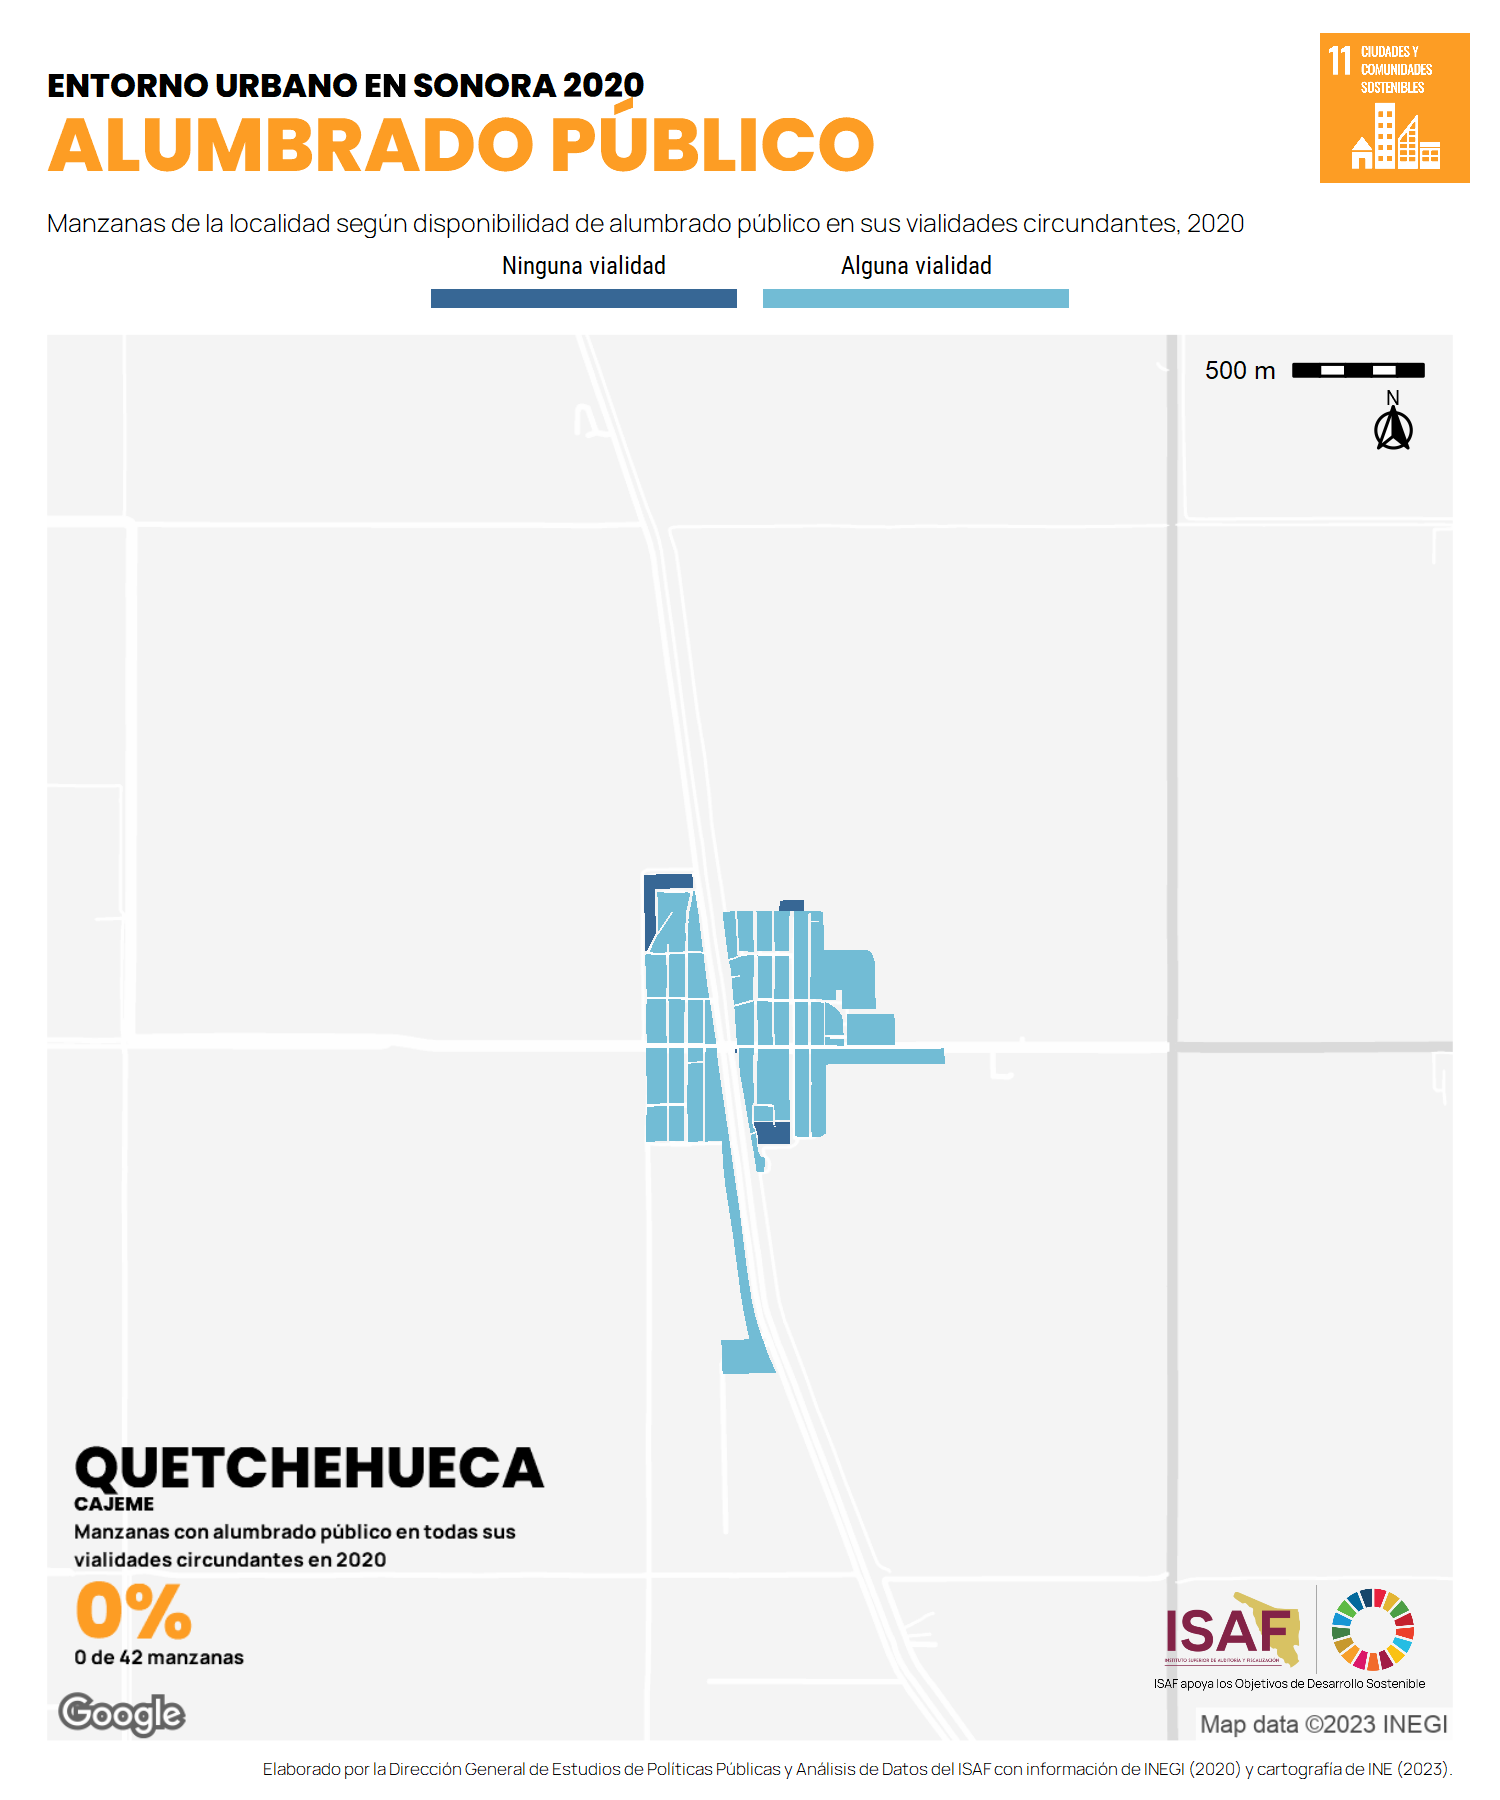 ENTORNO URBANO EN SONORA 2020
ALUMBRADO PÚBLICO
11 CIUDADES Y
COMUNIDADES
SOSTENIBLES
Manzanas de la localidad según disponibilidad de alumbrado público en sus vialidades circundantes, 2020
Ninguna vialidad
Alguna vialidad
500 m
N
QUETCHEHUECA
CAJEME
Manzanas con alumbrado público en todas sus
vialidades circundantes en 2020
0%
0 de 42 manzanas
ISAF
INSTITUTO SUPERIOR DE AUDITORÍA Y FISCALIZACIÓN
ISAF apoya los Objetivos de Desarrollo Sostenible
Google
Map data ©2023 INEGI
Elaborado por la Dirección General de Estudios de Políticas Públicas y Análisis de Datos del ISAF con información de INEGI (2020) y cartografía de INE (2023).